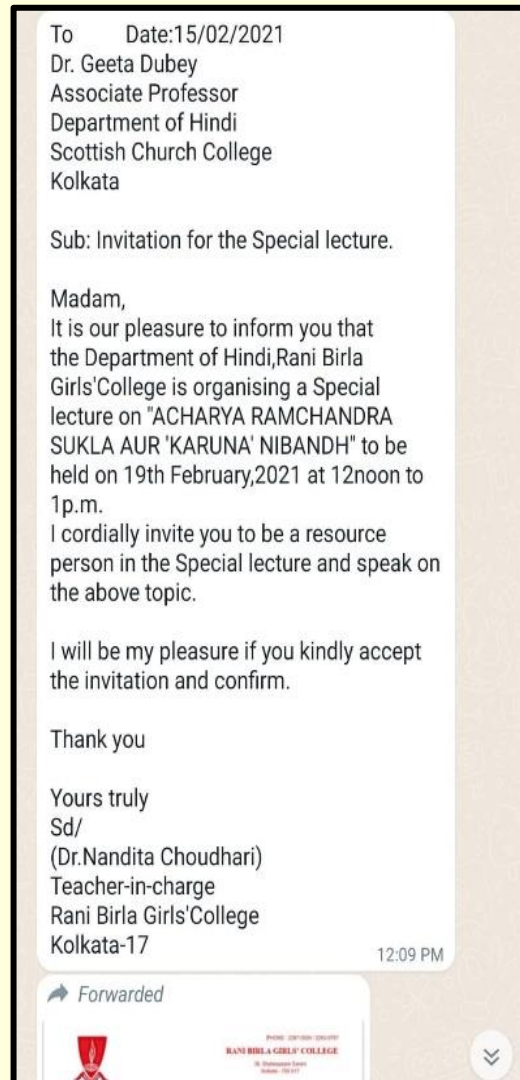 To Date:15/02/2021
Dr. Geeta Dubey
Associate Professor
Department of Hindi
Scottish Church College
Kolkata
Sub: Invitation for the Special lecture.
Madam,
It is our pleasure to inform you that
the Department of Hindi,Rani Birla
Girls'College is organising a Special
lecture on "ACHARYA RAMCHANDRA
SUKLA AUR 'KARUNA' NIBANDH" to be
held on 19th February,2021 at 12noon to
1p.m.
I cordially invite you to be a resource
person in the Special lecture and speak on
the above topic.
I will be my pleasure if you kindly accept
the invitation and confirm.
Thank you
Yours truly
Sd/
(Dr.Nandita Choudhari)
Teacher-in-charge
Rani Birla Girls'College
Kolkata-17
12:09 PM
Forwarded
RANI BIRLA GIRLS' COLLEGE